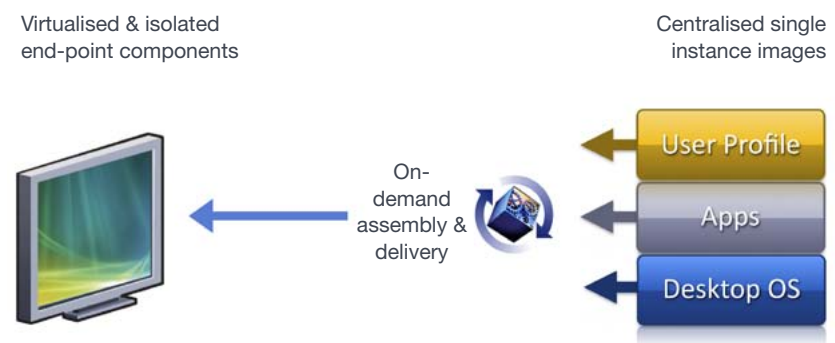 Virtualised & isolated
end-point components
Centralised single
instance images
User Profile
On-
demand
assembly &
delivery
Apps
Desktop OS